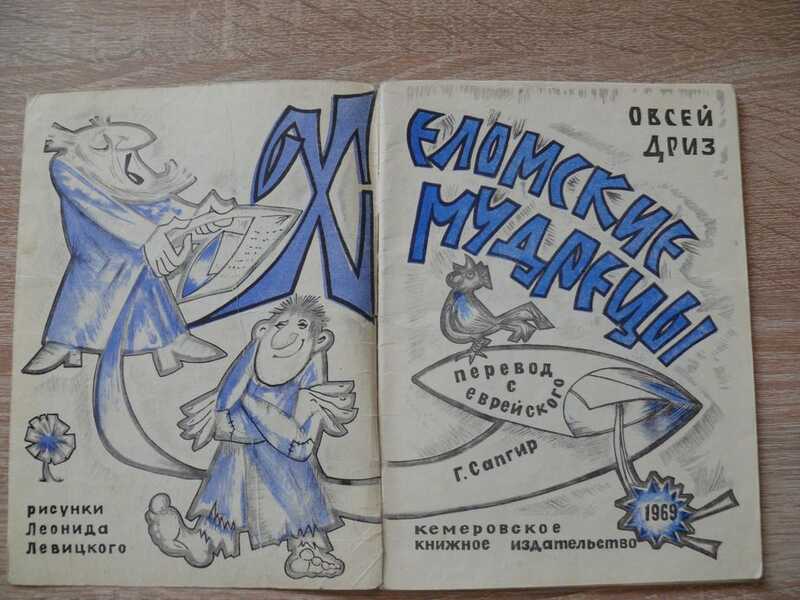 ОВСЕЙ
ДРИЗ
ХЕЛОМСКИЕ
МУДРЕЦЫ
перевод с
еврейского
Г. Сапгир
рисунки
Леонида
Левицкого
1969
кемеровское
книжное издательство